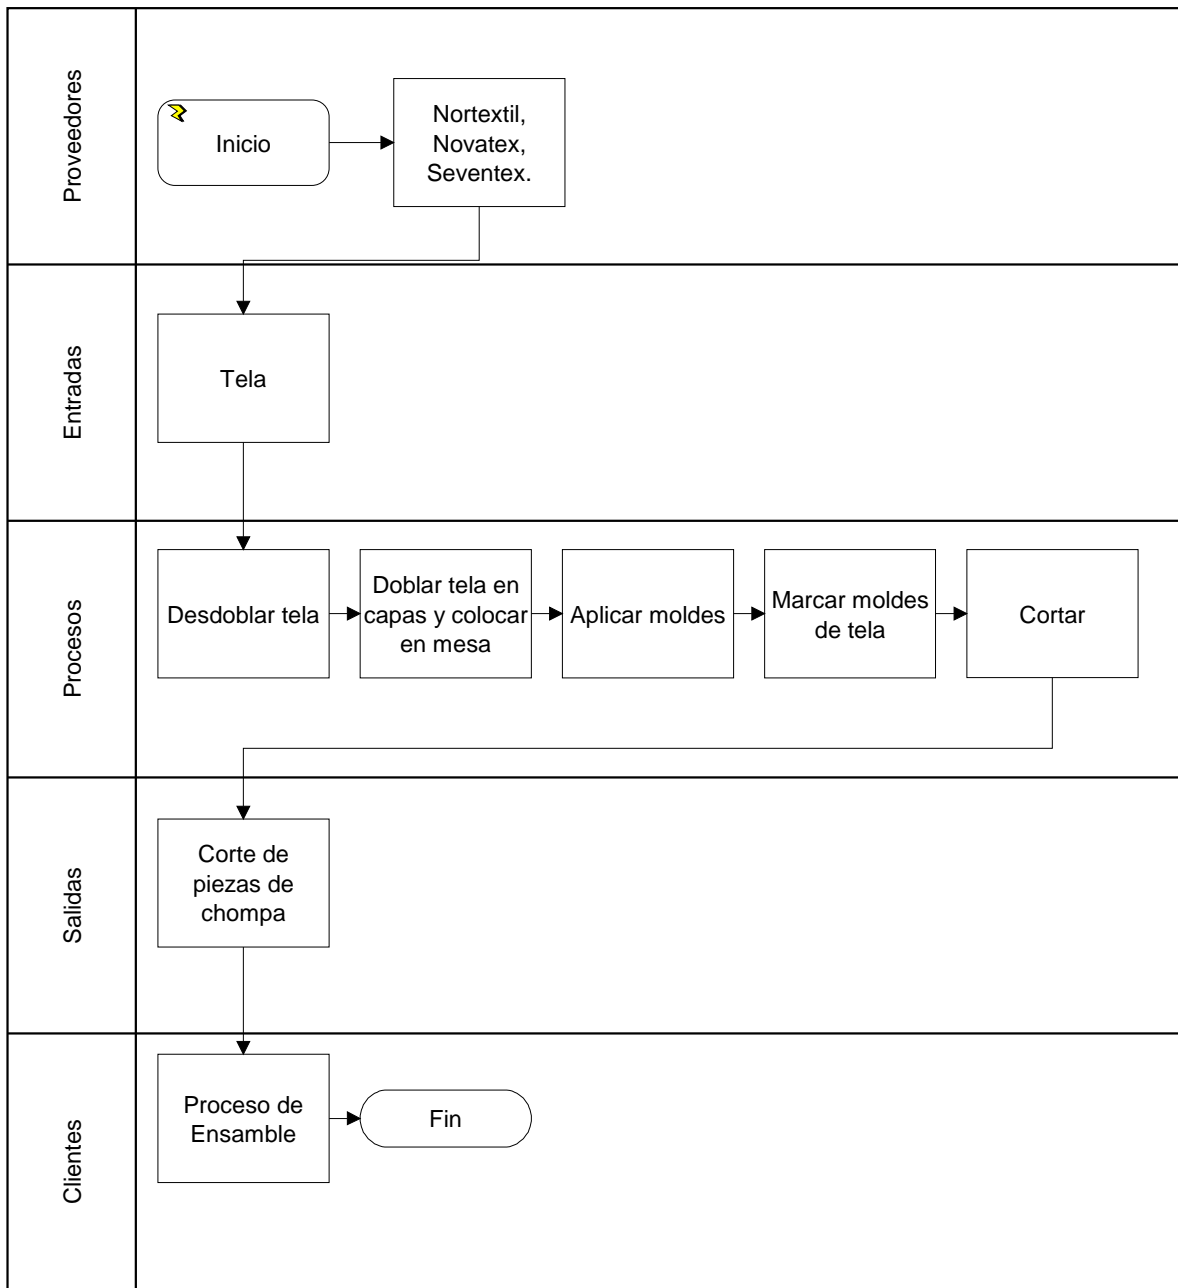 Proveedores
Inicio
Nortextil,
Novatex,
Seventex.
Entradas
Tela
Procesos
Desdoblar tela
Doblar tela en
capas y colocar
en mesa
Aplicar moldes
Marcar moldes
de tela
Cortar
Salidas
Corte de
piezas de
chompa
Clientes
Proceso de
Ensamble
Fin